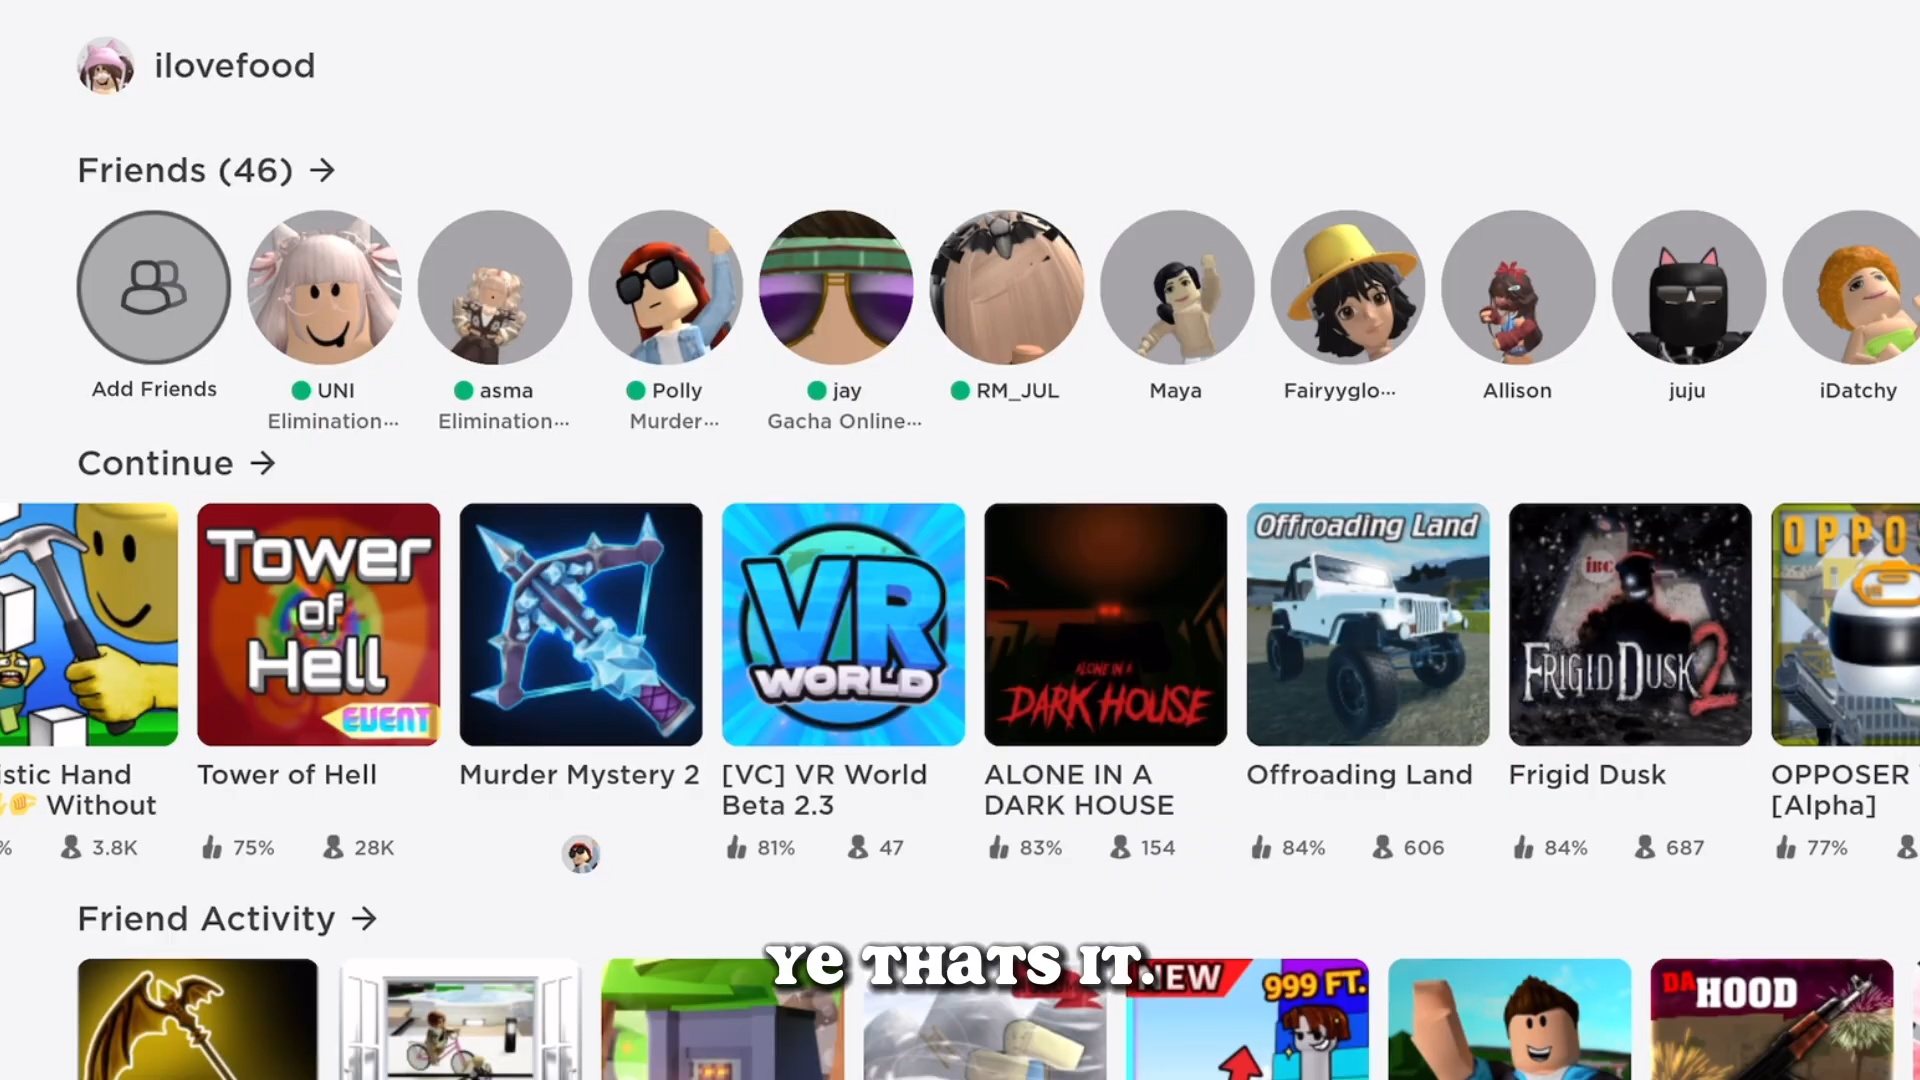 ilovefood
Friends (46) →
Add Friends
UNI
asma
Polly
jay
RM_JUL
Maya
Fairyyglo...
Allison
juju
iDatchy
Elimination...
Elimination...
Murder...
Gacha Online...
Continue →
Tower
of
Hell
EVENT
VR
WORLD
ALONE IN A
DARK HOUSE
Offroading Land
iBC
FRIGID DUSK 2
OPPO
istic Hand
Without
Tower of Hell
Murder Mystery 2
[VC] VR World
Beta 2.3
ALONE IN A
DARK HOUSE
Offroading Land
Frigid Dusk
OPPOSER
[Alpha]
%
3.8K
75%
28K
81%
47
83%
154
84%
606
84%
687
77%
Friend Activity →
Ye thats it.
NEW
999 FT.
DA HOOD